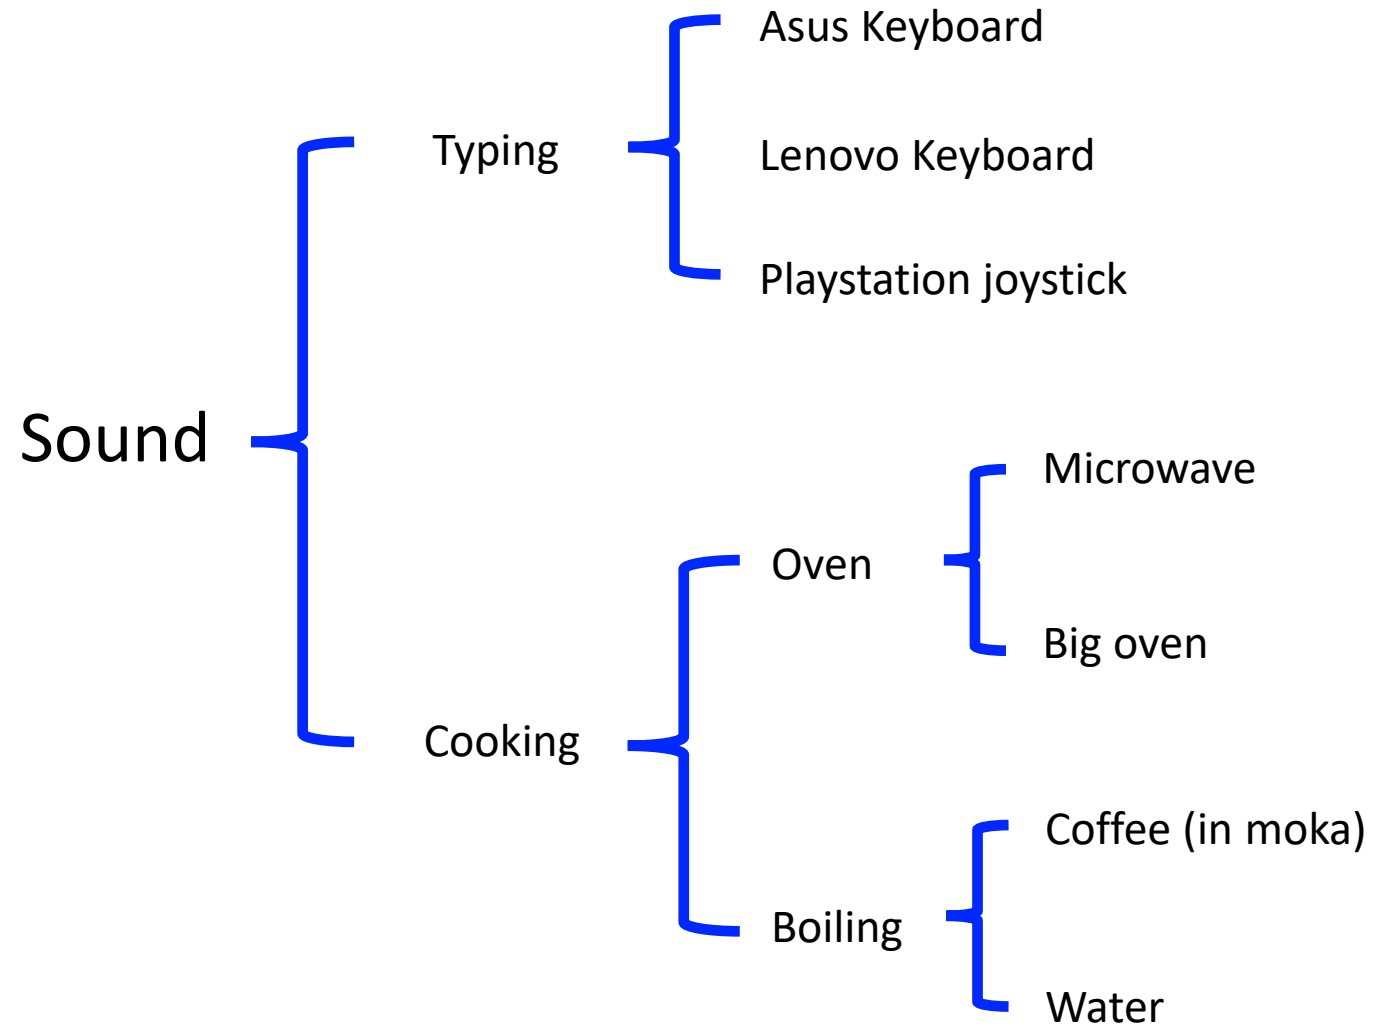 Sound
Typing
Asus Keyboard
Lenovo Keyboard
Playstation joystick
Cooking
Oven
Microwave
Big oven
Boiling
Coffee (in moka)
Water